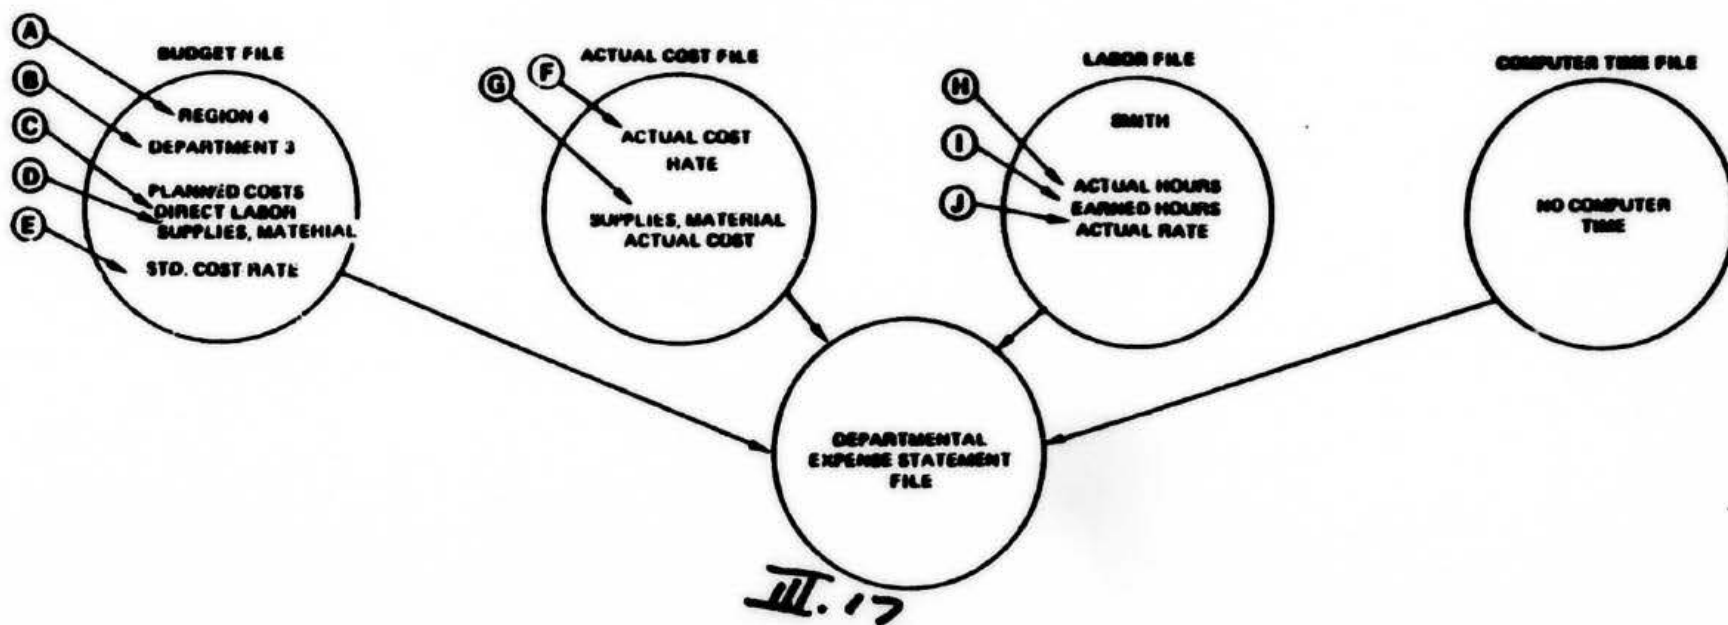 A
B
C
D
E
BUDGET FILE
REGION 4
DEPARTMENT 3
PLANNED COSTS
DIRECT LABOR
SUPPLIES, MATERIAL
STD. COST RATE
F
G
ACTUAL COST FILE
ACTUAL COST
RATE
SUPPLIES, MATERIAL
ACTUAL COST
H
I
J
LABOR FILE
SMITH
ACTUAL HOURS
EARNED HOURS
ACTUAL RATE
COMPUTER TIME FILE
NO COMPUTER
TIME
DEPARTMENTAL
EXPENSE STATEMENT
FILE
III.17